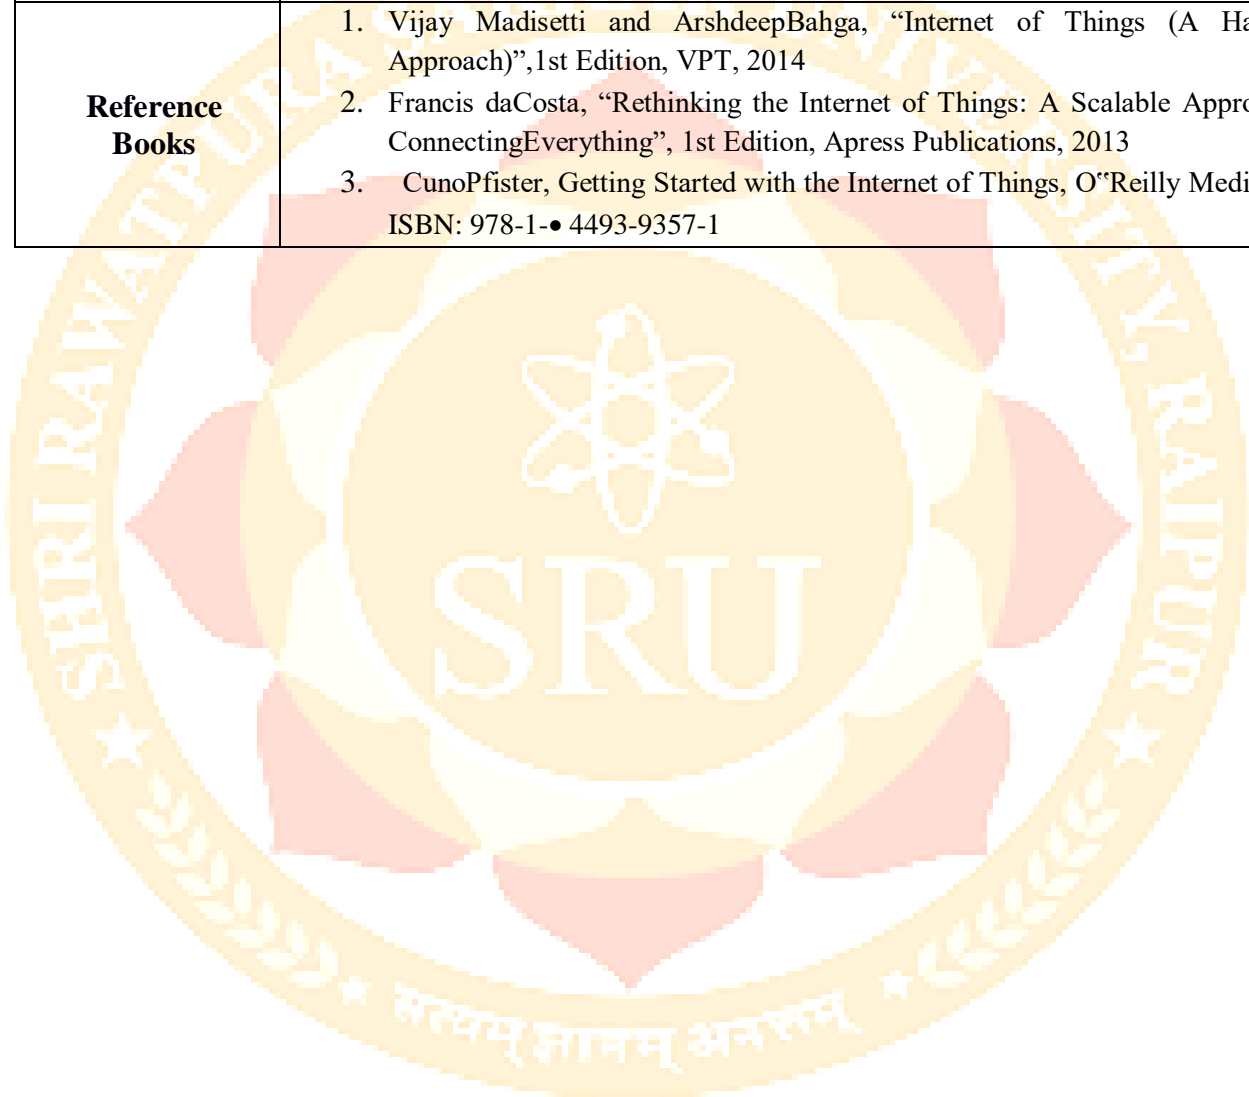 1. Vijay Madisetti and ArshdeepBahga, “Internet of Things (A Ha
Approach)”,1st Edition, VPT, 2014
Reference
Books
2. Francis daCosta, “Rethinking the Internet of Things: A Scalable Appro
ConnectingEverything”, 1st Edition, Apress Publications, 2013
3. CunoPfister, Getting Started with the Internet of Things, O‟Reilly Medi
ISBN: 978-1-• 4493-9357-1
SHRI RAWATPURA UNIVERSITY, RAIPUR
SRU